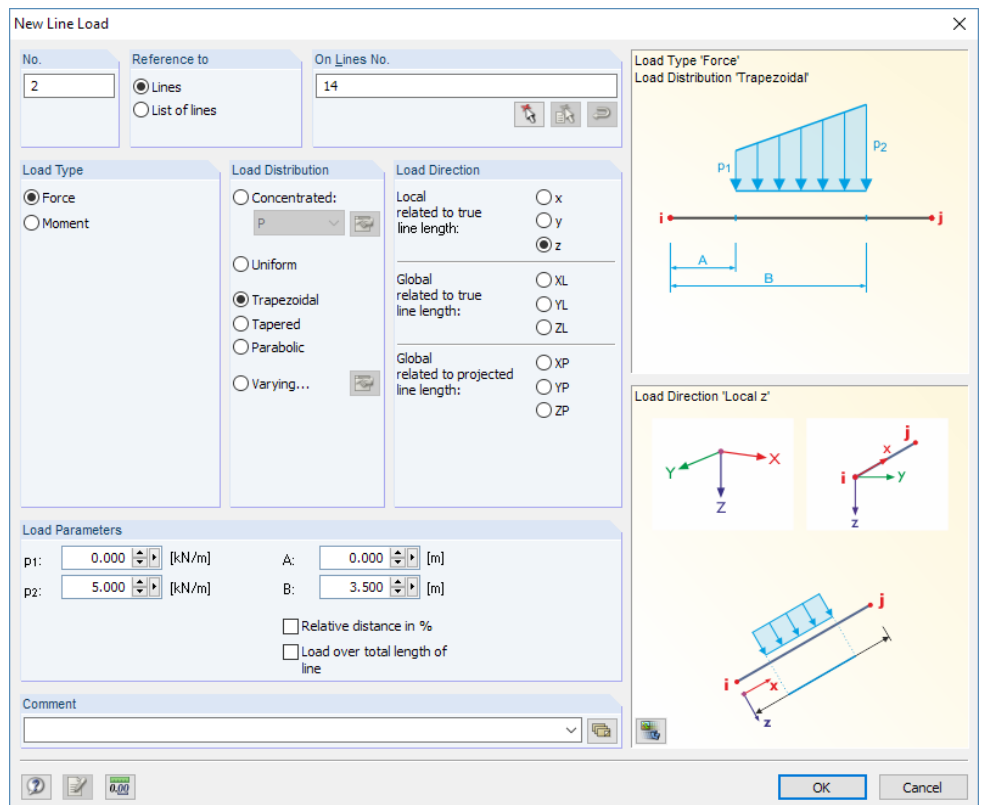 New Line Load
No.
2
Reference to
Lines
List of lines
On Lines No.
14
Load Type
Force
Moment
Load Distribution
Concentrated:
P
Uniform
Trapezoidal
Tapered
Parabolic
Varying...
Load Direction
Local
related to true
line length:
x
y
z
Global
related to true
line length:
XL
YL
ZL
Global
related to projected
line length:
XP
YP
ZP
Load Parameters
p1: 0.000 [kN/m]
p2: 5.000 [kN/m]
A: 0.000 [m]
B: 3.500 [m]
Relative distance in %
Load over total length of
line
Comment
Load Type 'Force'
Load Distribution 'Trapezoidal'
p1
p2
i
j
A
B
Load Direction 'Local z'
Y
X
Z
j
x
i
y
z
j
i
x
z
0.00
OK
Cancel